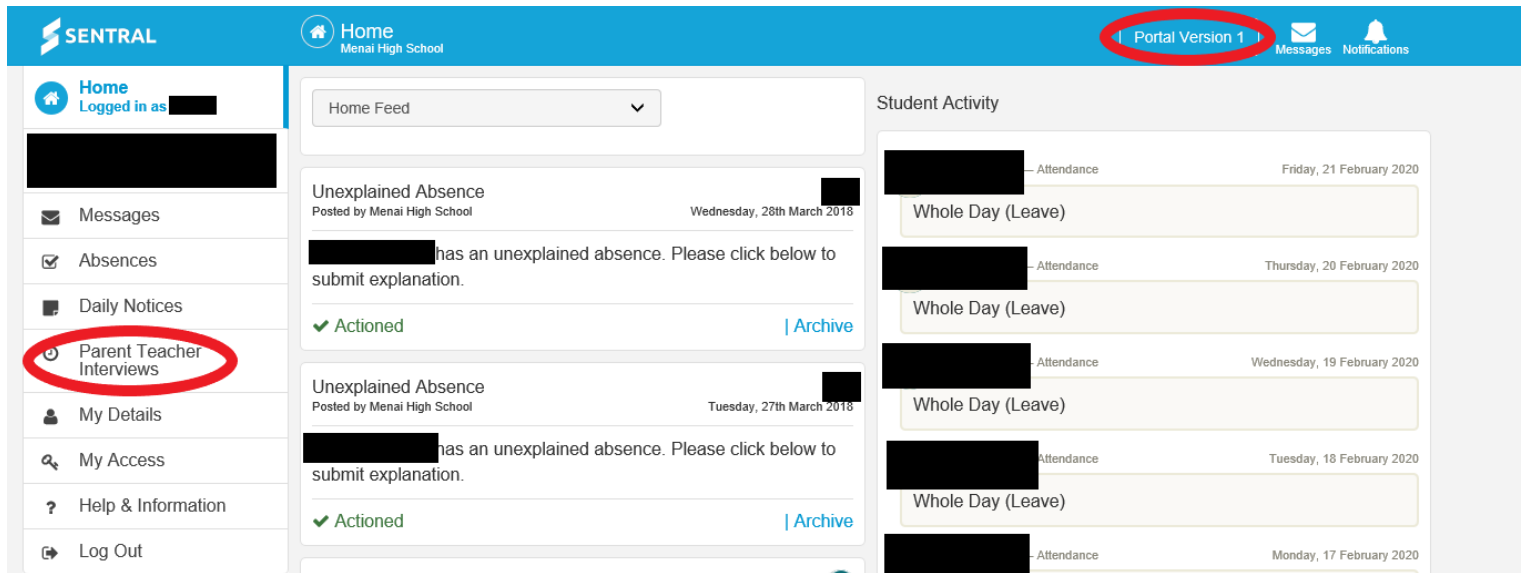 SENTRAL
Home
Menai High School
Portal Version 1
Messages
Notifications
Home
Logged in as
Messages
Absences
Daily Notices
Parent Teacher
Interviews
My Details
My Access
? Help & Information
Log Out
Home Feed
Unexplained Absence
Posted by Menai High School
Wednesday, 28th March 2018
has an unexplained absence. Please click below to
submit explanation.
Actioned
| Archive
Unexplained Absence
Posted by Menai High School
Tuesday, 27th March 2018
has an unexplained absence. Please click below to
submit explanation.
Actioned
| Archive
Student Activity
– Attendance
Friday, 21 February 2020
Whole Day (Leave)
– Attendance
Thursday, 20 February 2020
Whole Day (Leave)
– Attendance
Wednesday, 19 February 2020
Whole Day (Leave)
Attendance
Tuesday, 18 February 2020
Whole Day (Leave)
– Attendance
Monday, 17 February 2020